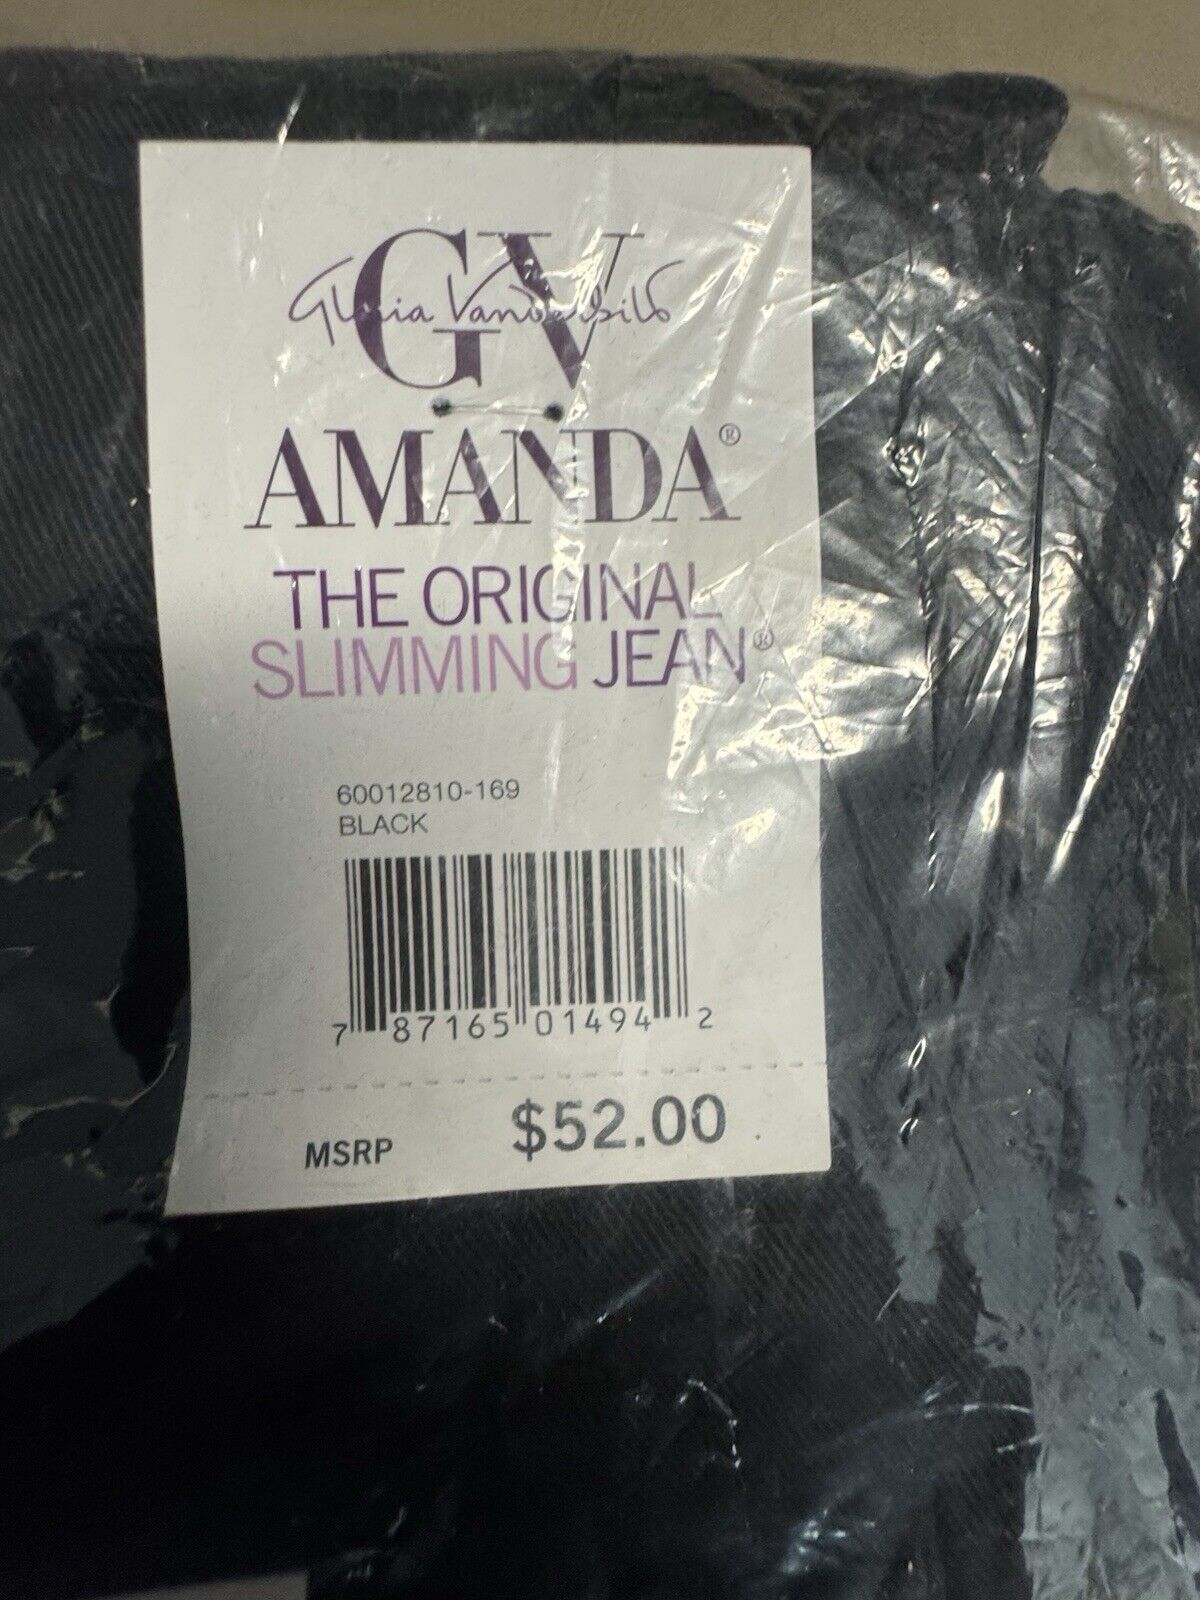 GV
Gloria Vanderbilt
AMANDA®
THE ORIGINAL
SLIMMING JEAN®
60012810-169
BLACK
7 87165 01494 2
MSRP $52.00